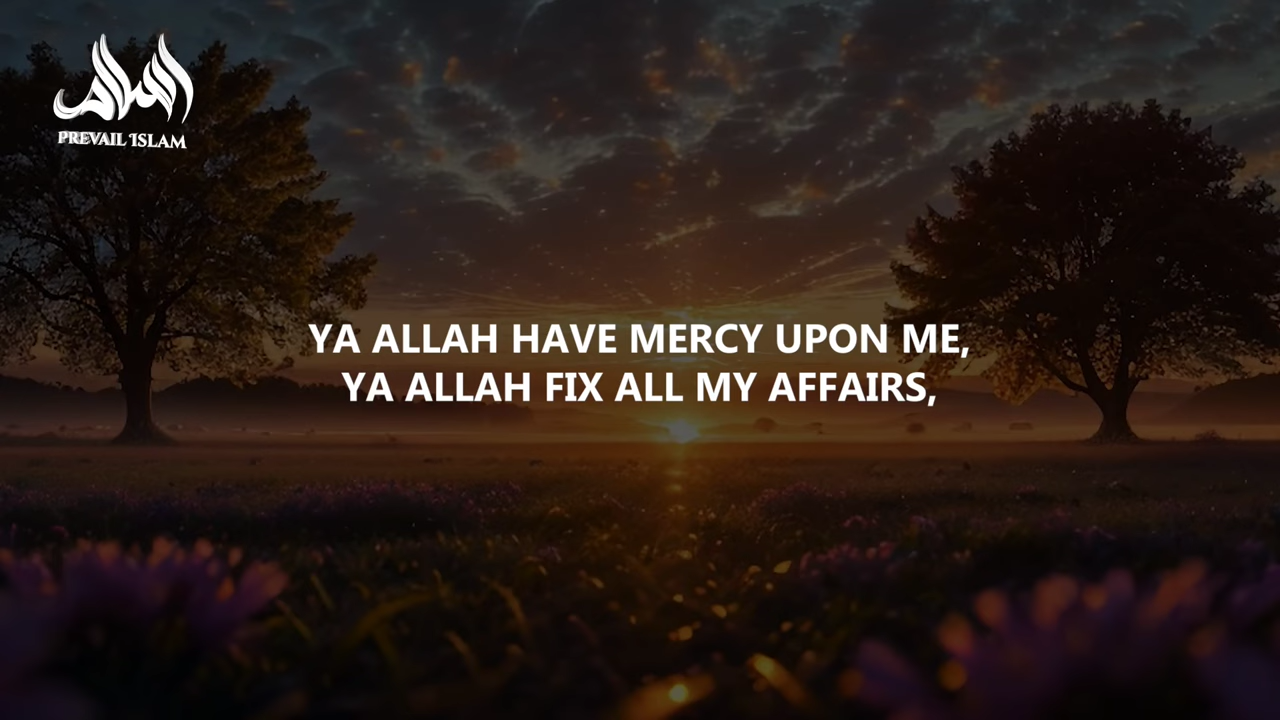 PREVAIL ISLAM
YA ALLAH HAVE MERCY UPON ME,
YA ALLAH FIX ALL MY AFFAIRS,